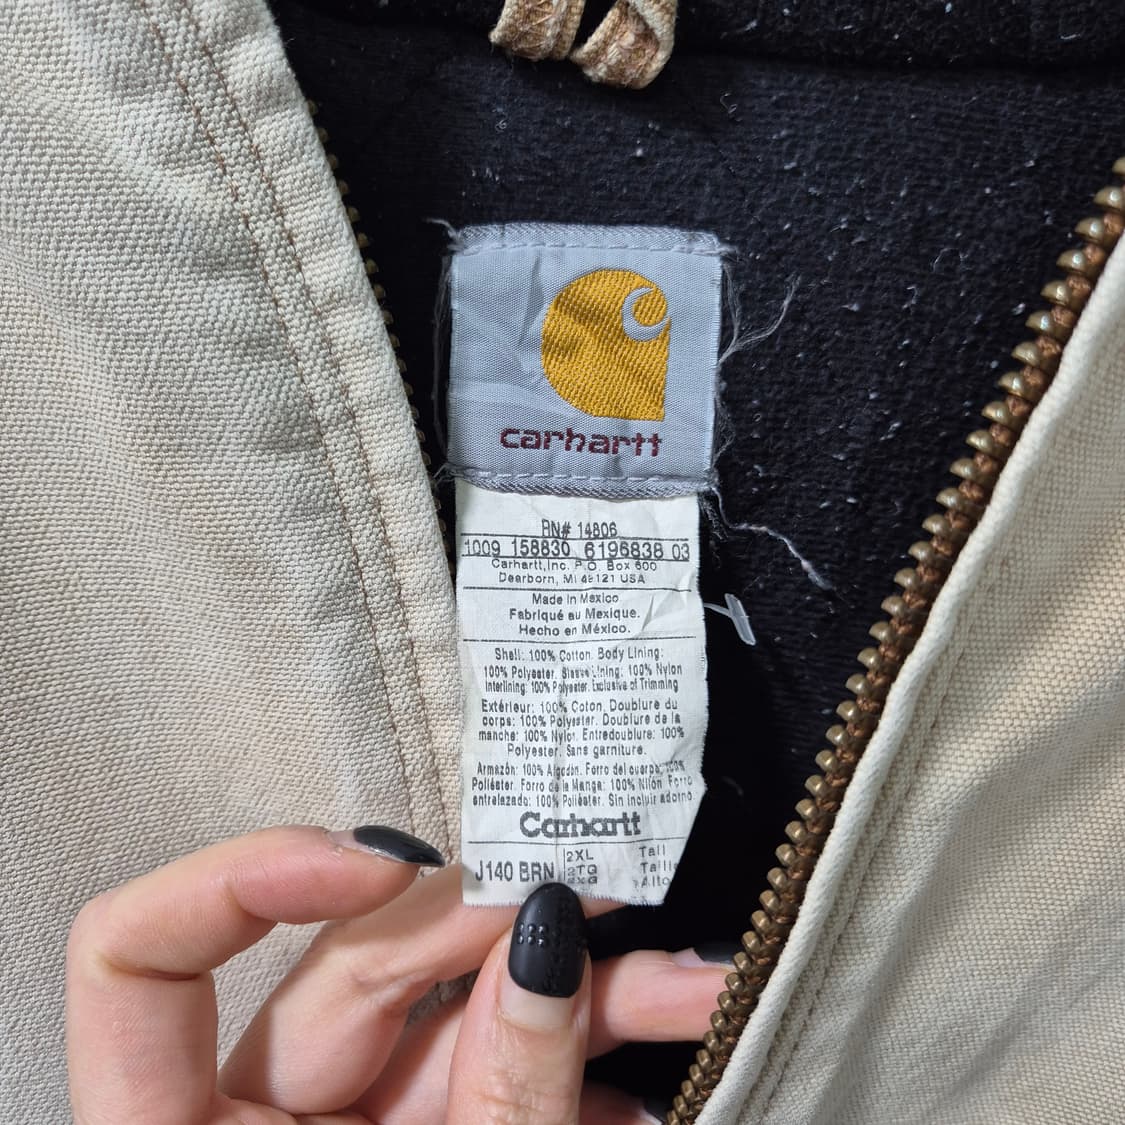 carhartt
RN# 14806
1009 158830 6196838 03
Carhartt, Inc. P.O. Box 600
Dearborn, MI 48121 USA
Made in Mexico
Fabriqué au Mexique.
Hecho en México.
Shell: 100% Cotton. Body Lining:
100% Polyester. Sleeve Lining: 100% Nylon
Interlining: 100% Polyester. Exclusive of Trimming
Extérieur: 100% Coton. Doublure du
corps: 100% Polyester. Doublure de la
manche: 100% Nylon. Entredoublure: 100%
Polyester. Sans garniture.
Armazón: 100% Algodón. Forro del cuerpo: 100%
Poliéster. Forro de la Manga: 100% Nilón. Forro
entrelazado: 100% Poliéster. Sin incluir adorno
Carhartt
J140 BRN
2XL Tall
2TG
Alto